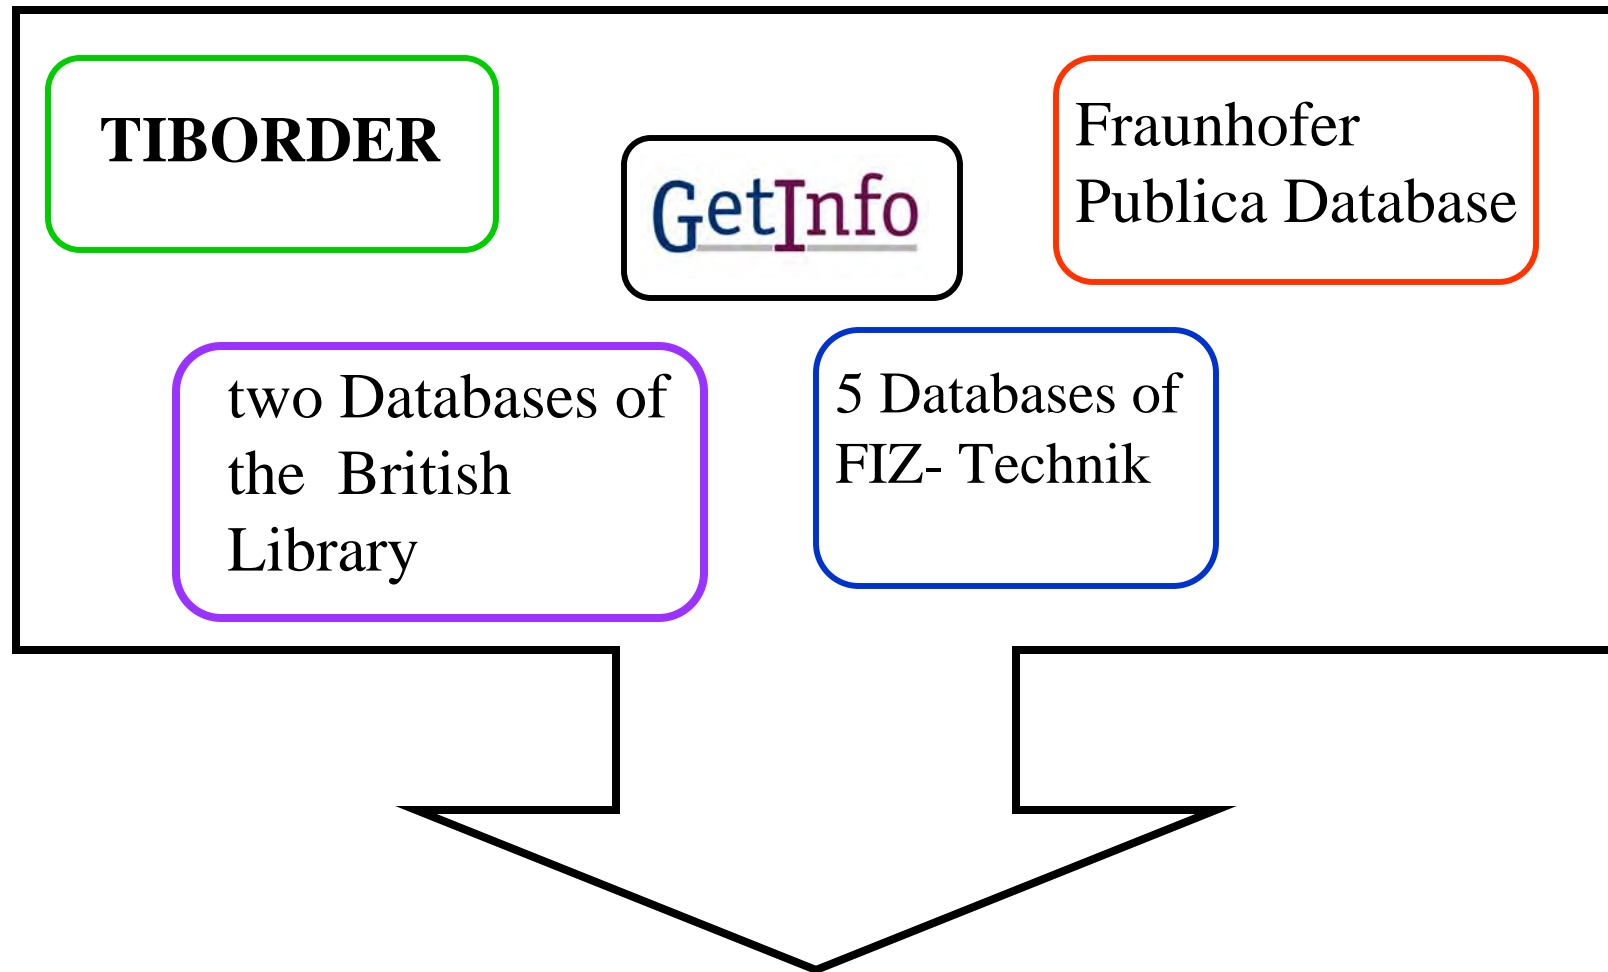 TIBORDER
GetInfo
Fraunhofer
Publica Database
two Databases of
the British
Library
5 Databases of
FIZ- Technik